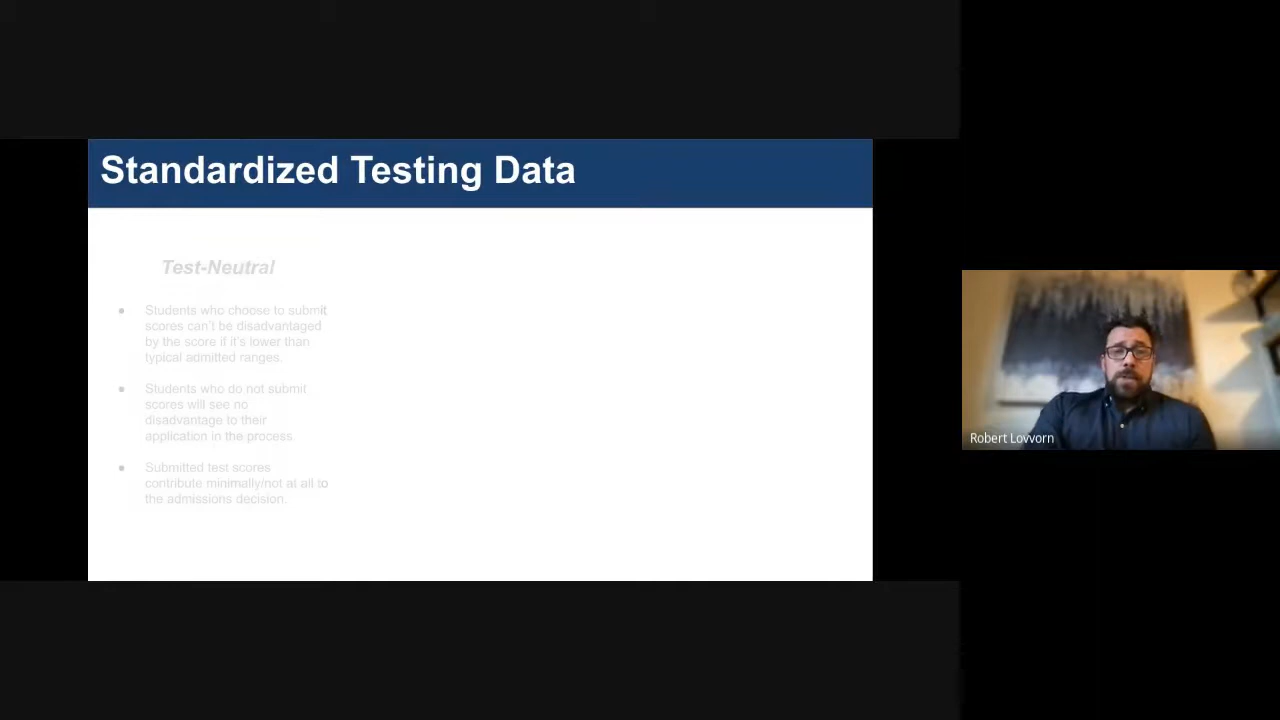 Standardized Testing Data
Test-Neutral
● Students who choose to submit
scores can't be disadvantaged
by the score if it's lower than
typical admitted ranges.
● Students who do not submit
scores will see no
disadvantage to their
application in the process
● Submitted test scores
contribute minimally/not at all to
the admissions decision.
Robert Lovvorn